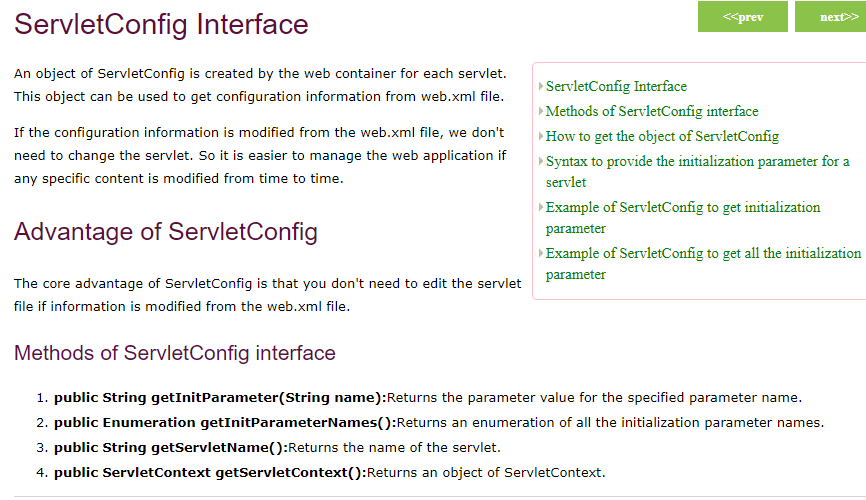 ServletConfig Interface
<<prev
next>>
An object of ServletConfig is created by the web container for each servlet.
This object can be used to get configuration information from web.xml file.
If the configuration information is modified from the web.xml file, we don't
need to change the servlet. So it is easier to manage the web application if
any specific content is modified from time to time.
ServletConfig Interface
Methods of ServletConfig interface
How to get the object of ServletConfig
Syntax to provide the initialization parameter for a
servlet
Example of ServletConfig to get initialization
parameter
Example of ServletConfig to get all the initialization
parameter
Advantage of ServletConfig
The core advantage of ServletConfig is that you don't need to edit the servlet
file if information is modified from the web.xml file.
Methods of ServletConfig interface
1. public String getInitParameter(String name):Returns the parameter value for the specified parameter name.
2. public Enumeration getInitParameterNames():Returns an enumeration of all the initialization parameter names.
3. public String getServletName():Returns the name of the servlet.
4. public ServletContext getServletContext():Returns an object of ServletContext.